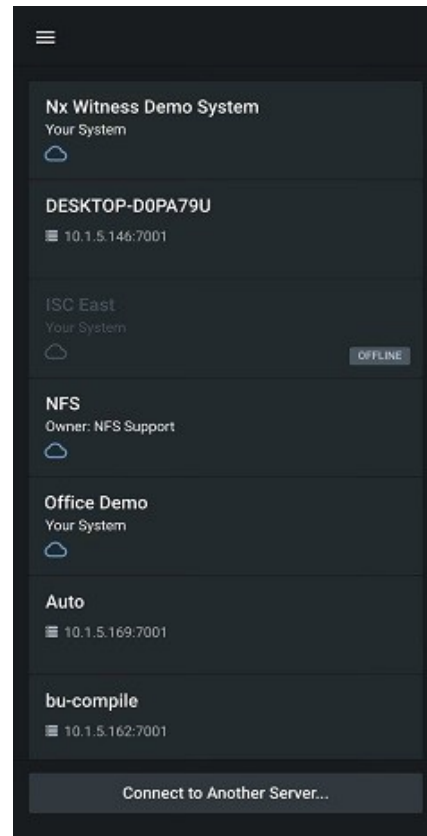 Nx Witness Demo System
Your System
DESKTOP-D0PA79U
10.1.5.146:7001
ISC East
Your System
OFFLINE
NFS
Owner: NFS Support
Office Demo
Your System
Auto
10.1.5.169:7001
bu-compile
10.1.5.162:7001
Connect to Another Server...